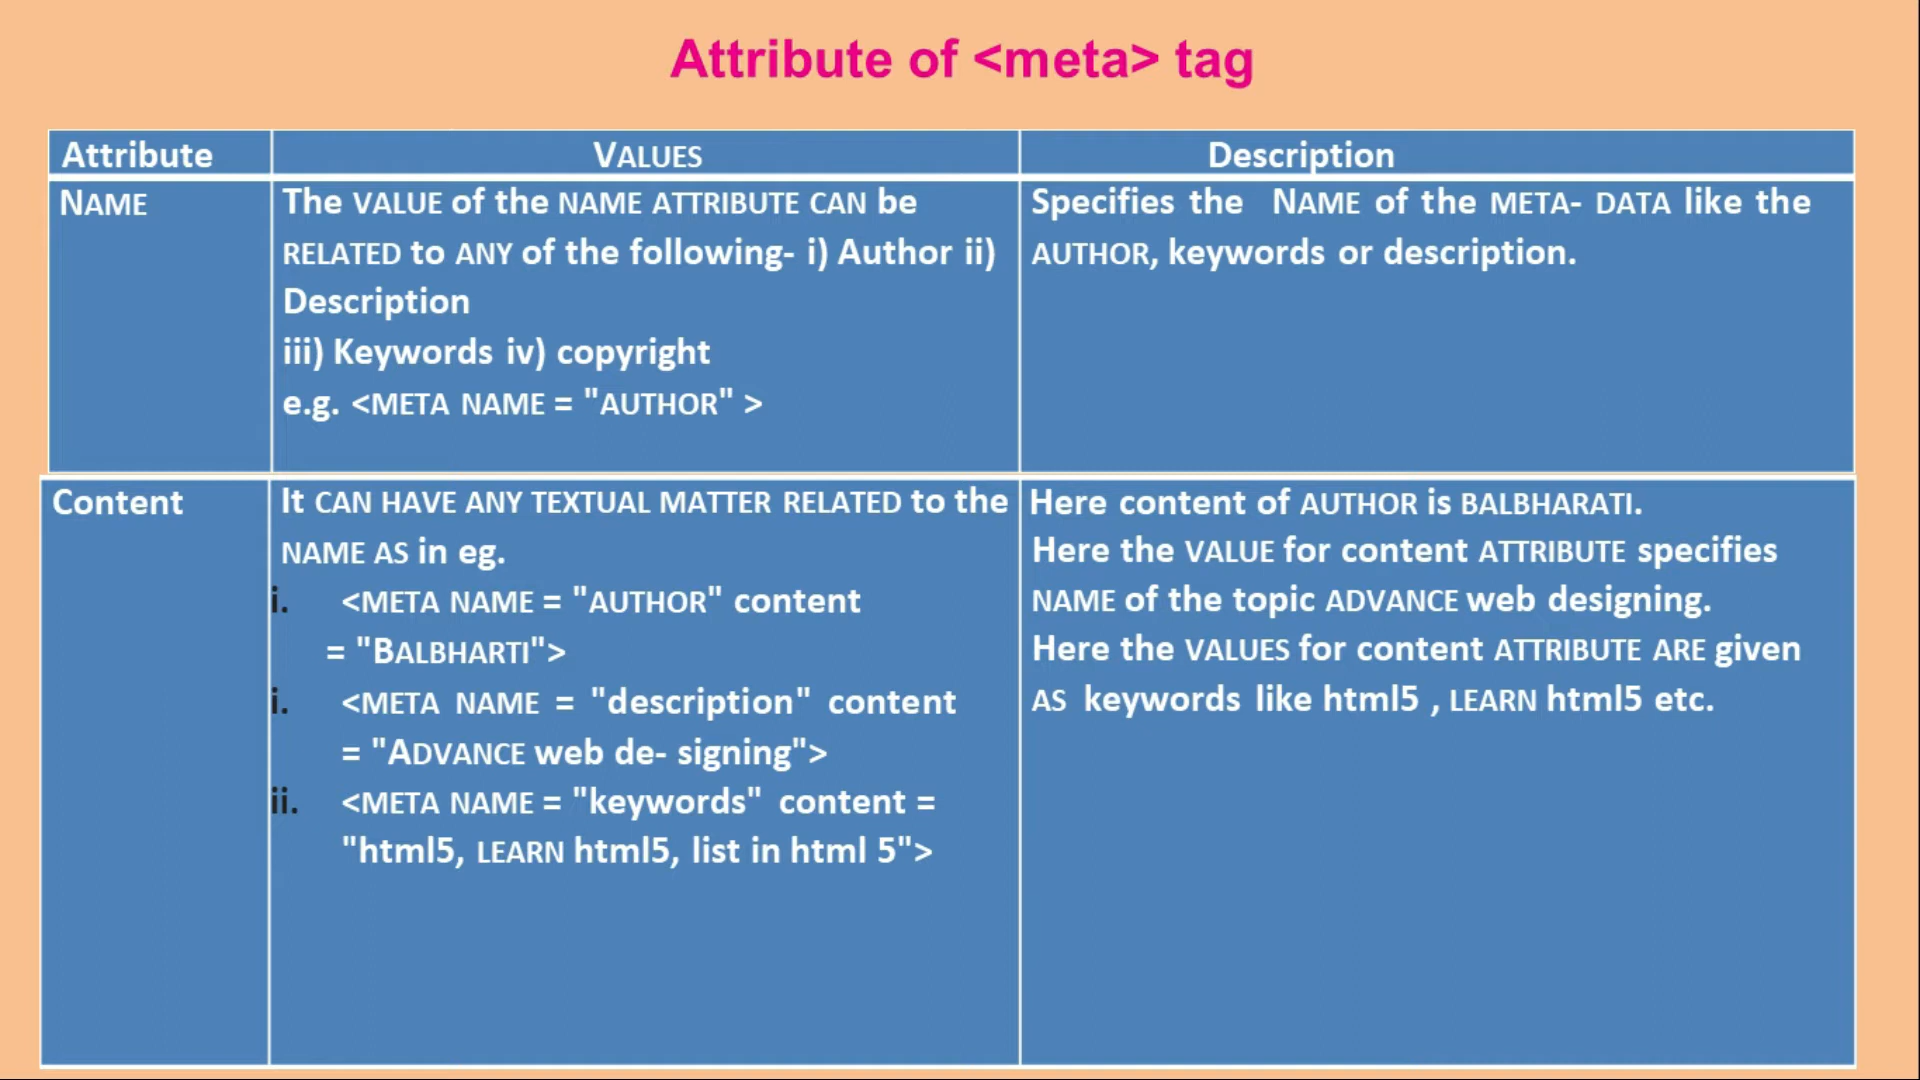 Attribute of <meta> tag
Attribute VALUES Description
NAME
The VALUE of the NAME ATTRIBUTE CAN be
RELATED to ANY of the following- i) Author ii)
Description
iii) Keywords iv) copyright
e.g. <META NAME = "AUTHOR" >
Specifies the NAME of the META- DATA like the
AUTHOR, keywords or description.
Content
It CAN HAVE ANY TEXTUAL MATTER RELATED to the
NAME AS in eg.
i. <META NAME = "AUTHOR" content
= "BALBHARTI">
i. <META NAME = "description" content
= "ADVANCE web de- signing">
ii. <META NAME = "keywords" content =
"html5, LEARN html5, list in html 5">
Here content of AUTHOR is BALBHARATI.
Here the VALUE for content ATTRIBUTE specifies
NAME of the topic ADVANCE web designing.
Here the VALUES for content ATTRIBUTE ARE given
AS keywords like html5 , LEARN html5 etc.